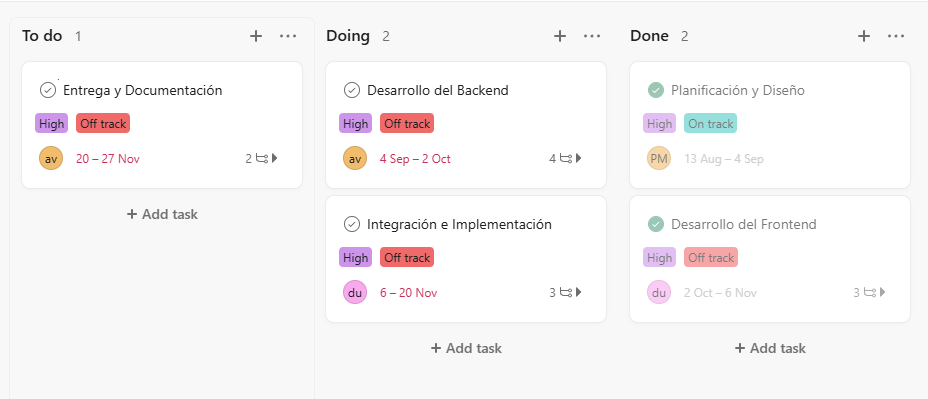 To do 1
Entrega y Documentación
High Off track
av 20 – 27 Nov 2
+ Add task
Doing 2
Desarrollo del Backend
High Off track
av 4 Sep – 2 Oct 4
Integración e Implementación
High Off track
du 6 – 20 Nov 3
+ Add task
Done 2
Planificación y Diseño
High On track
PM 13 Aug – 4 Sep
Desarrollo del Frontend
High Off track
du 2 Oct – 6 Nov 3
+ Add task